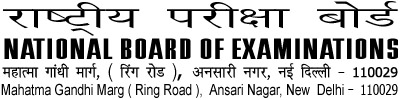 राष्ट्रीय परीक्षा बोर्ड
NATIONAL BOARD OF EXAMINATIONS
महात्मा गांधी मार्ग, ( रिंग रोड ), अनसारी नगर, नई दिल्ली - 110029
Mahatma Gandhi Marg ( Ring Road ), Ansari Nagar, New Delhi - 110029